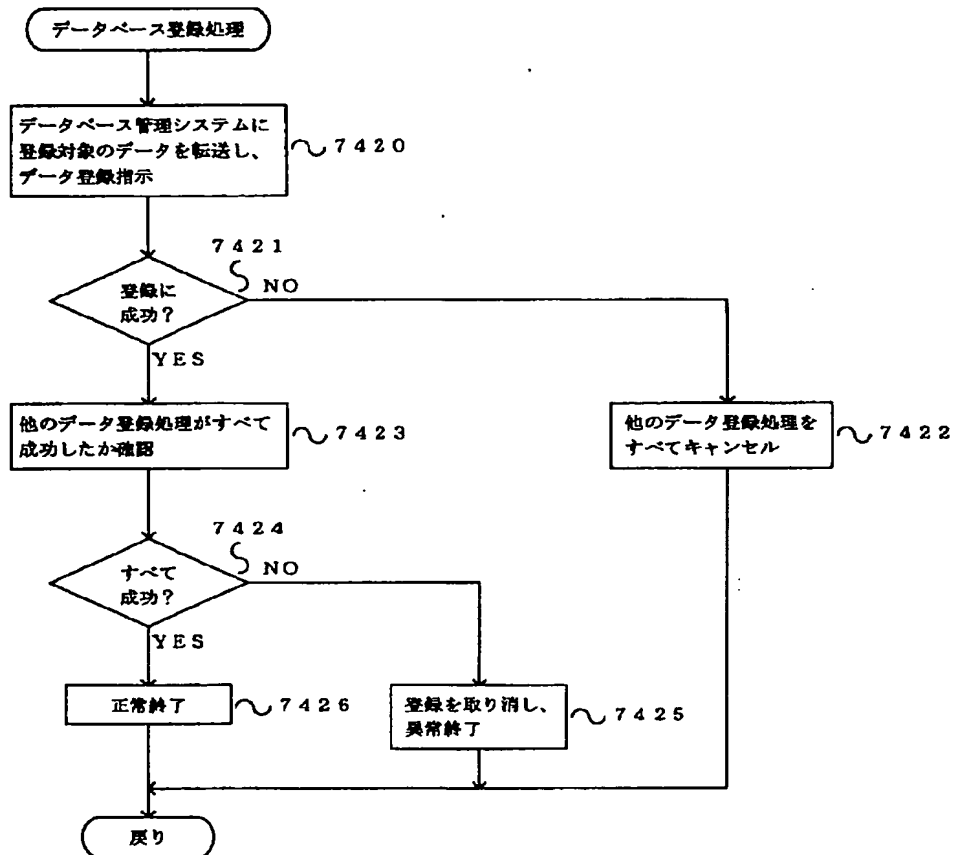 データベース登録処理
データベース管理システムに
登録対象のデータを転送し、
データ登録指示
7420
7421
登録に
成功?
NO
YES
他のデータ登録処理がすべて
成功したか確認
7423
他のデータ登録処理を
すべてキャンセル
7422
7424
すべて
成功?
NO
YES
正常終了
7426
登録を取り消し、
異常終了
7425
戻り